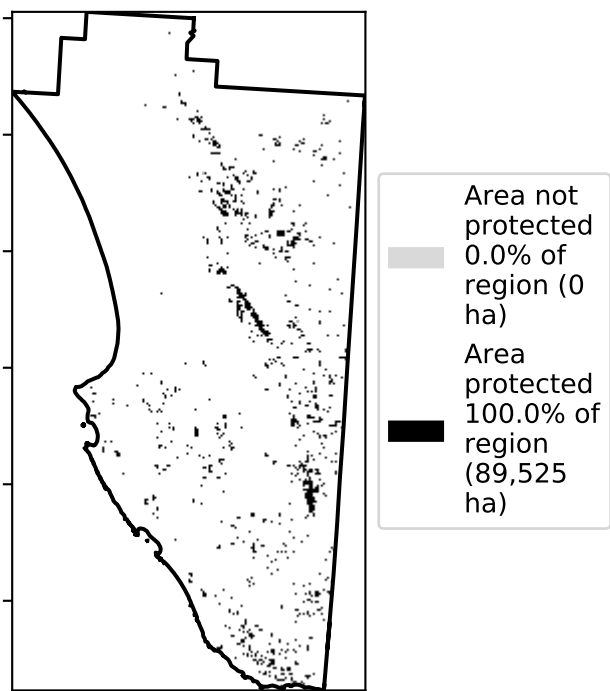 Area not
protected
0.0% of
region (0
ha)
Area
protected
100.0% of
region
(89,525
ha)